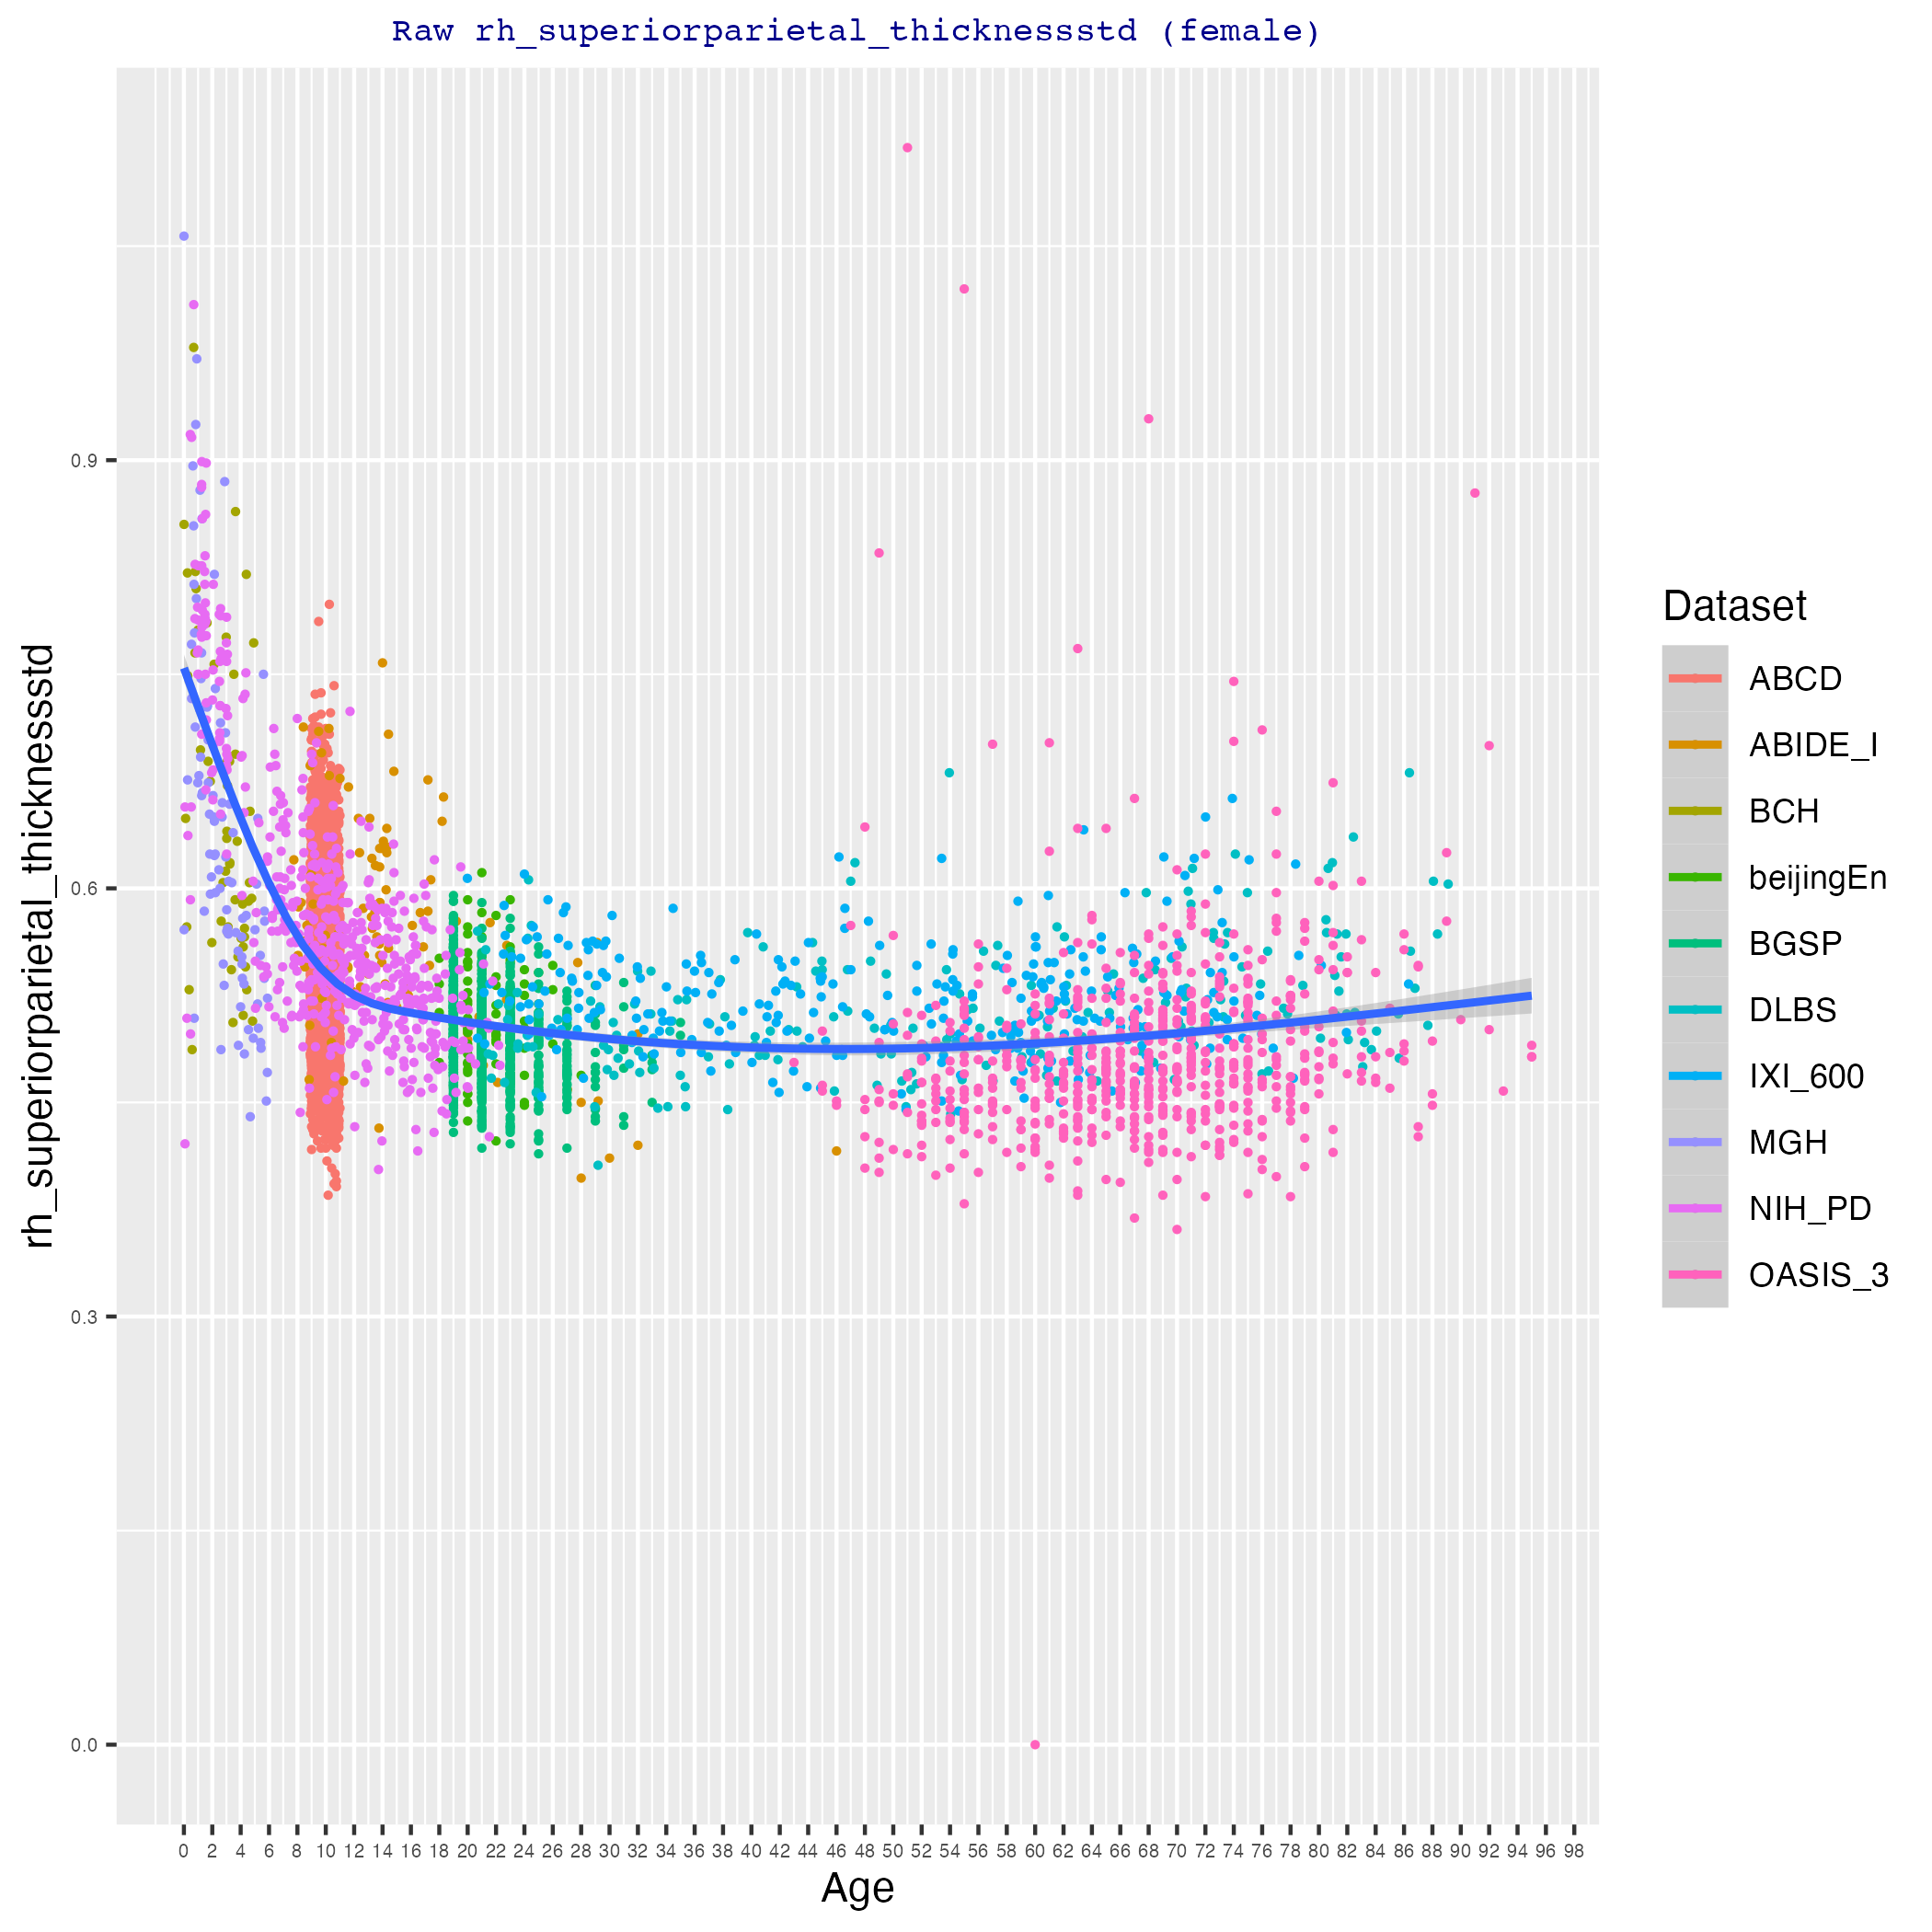 Raw rh_superiorparietal_thicknessstd (female)
rh_superiorparietal_thicknessstd
0.9
0.6
0.3
0.0
0 2 4 6 8 10 12 14 16 18 20 22 24 26 28 30 32 34 36 38 40 42 44 46 48 50 52 54 56 58 60 62 64 66 68 70 72 74 76 78 80 82 84 86 88 90 92 94 96 98
Age
Dataset
ABCD
ABIDE_I
BCH
beijingEn
BGSP
DLBS
IXI_600
MGH
NIH_PD
OASIS_3